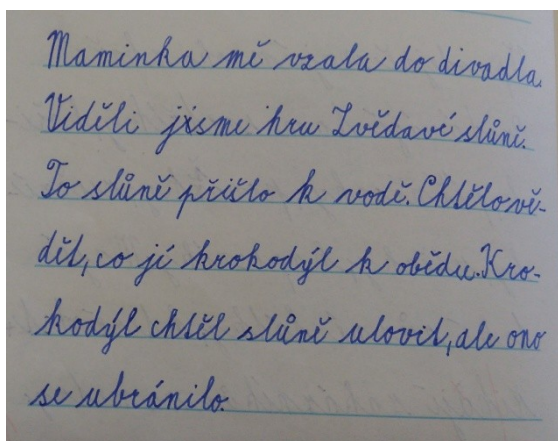 Maminka mě vzala do divadla.
Viděli jsme hru Zvědavé slůně.
To slůně přišlo k vodě. Chtělo vě-
dět, co jí krokodýl k obědu. Kro-
kodýl chtěl slůně ulovit, ale ono
se ubránilo.